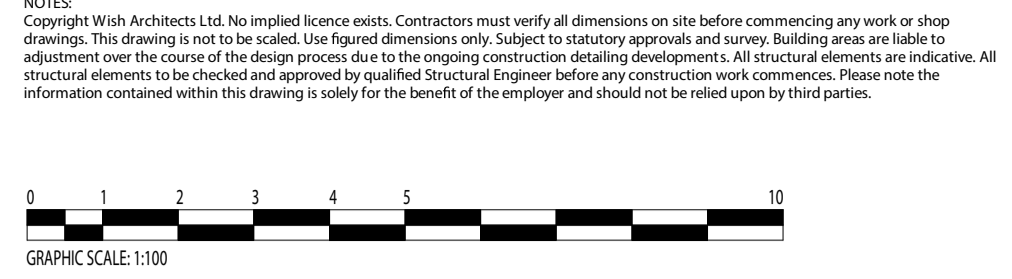 NOTES:
Copyright Wish Architects Ltd. No implied licence exists. Contractors must verify all dimensions on site before commencing any work or shop
drawings. This drawing is not to be scaled. Use figured dimensions only. Subject to statutory approvals and survey. Building areas are liable to
adjustment over the course of the design process due to the ongoing construction detailing developments. All structural elements are indicative. All
structural elements to be checked and approved by qualified Structural Engineer before any construction work commences. Please note the
information contained within this drawing is solely for the benefit of the employer and should not be relied upon by third parties.
0 1 2 3 4 5 10
GRAPHIC SCALE: 1:100